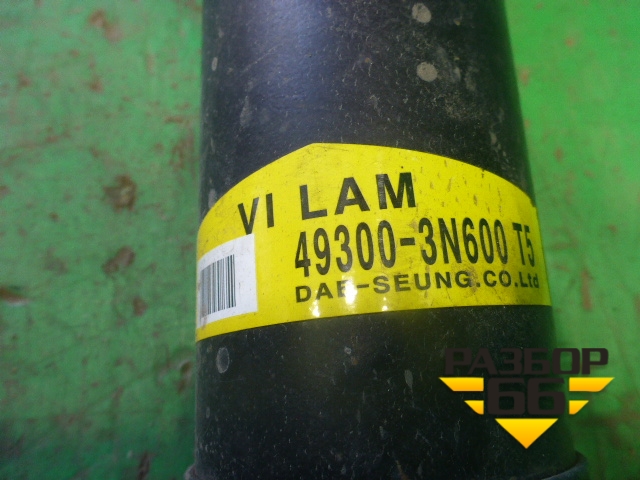 VI LAM
49300-3N600 T5
DAE-SEUNG.CO.Ltd
РАЗБОР
66